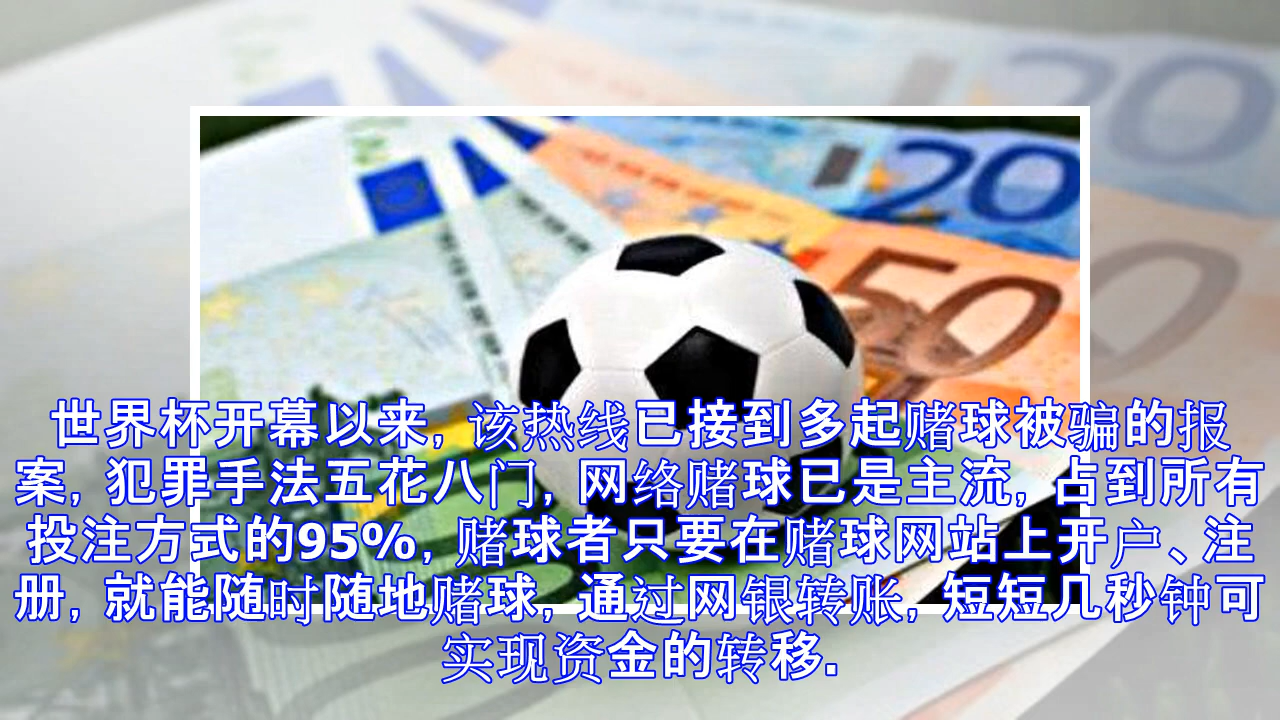 20
50
世界杯开幕以来, 该热线已接到多起赌球被骗的报
案, 犯罪手法五花八门, 网络赌球已是主流, 占到所有
投注方式的95%, 赌球者只要在赌球网站上开户、注
册, 就能随时随地赌球, 通过网银转账, 短短几秒钟可
实现资金的转移.